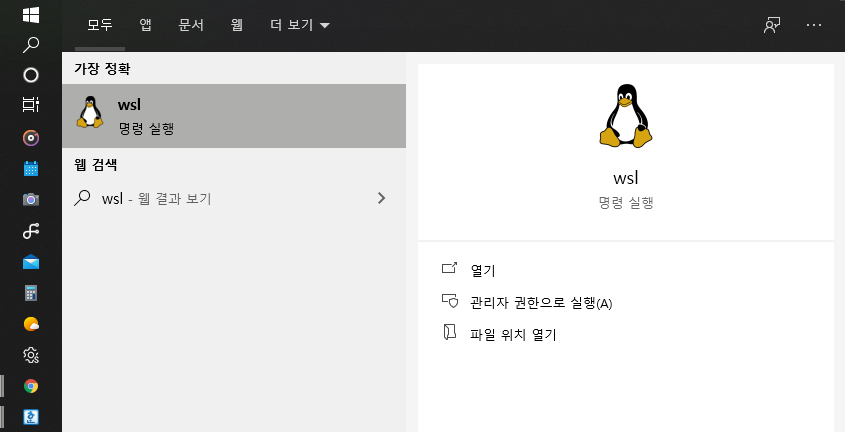 모두 앱 문서 웹 더 보기
가장 정확
wsl
명령 실행
웹 검색
wsl - 웹 결과 보기
wsl
명령 실행
열기
관리자 권한으로 실행(A)
파일 위치 열기